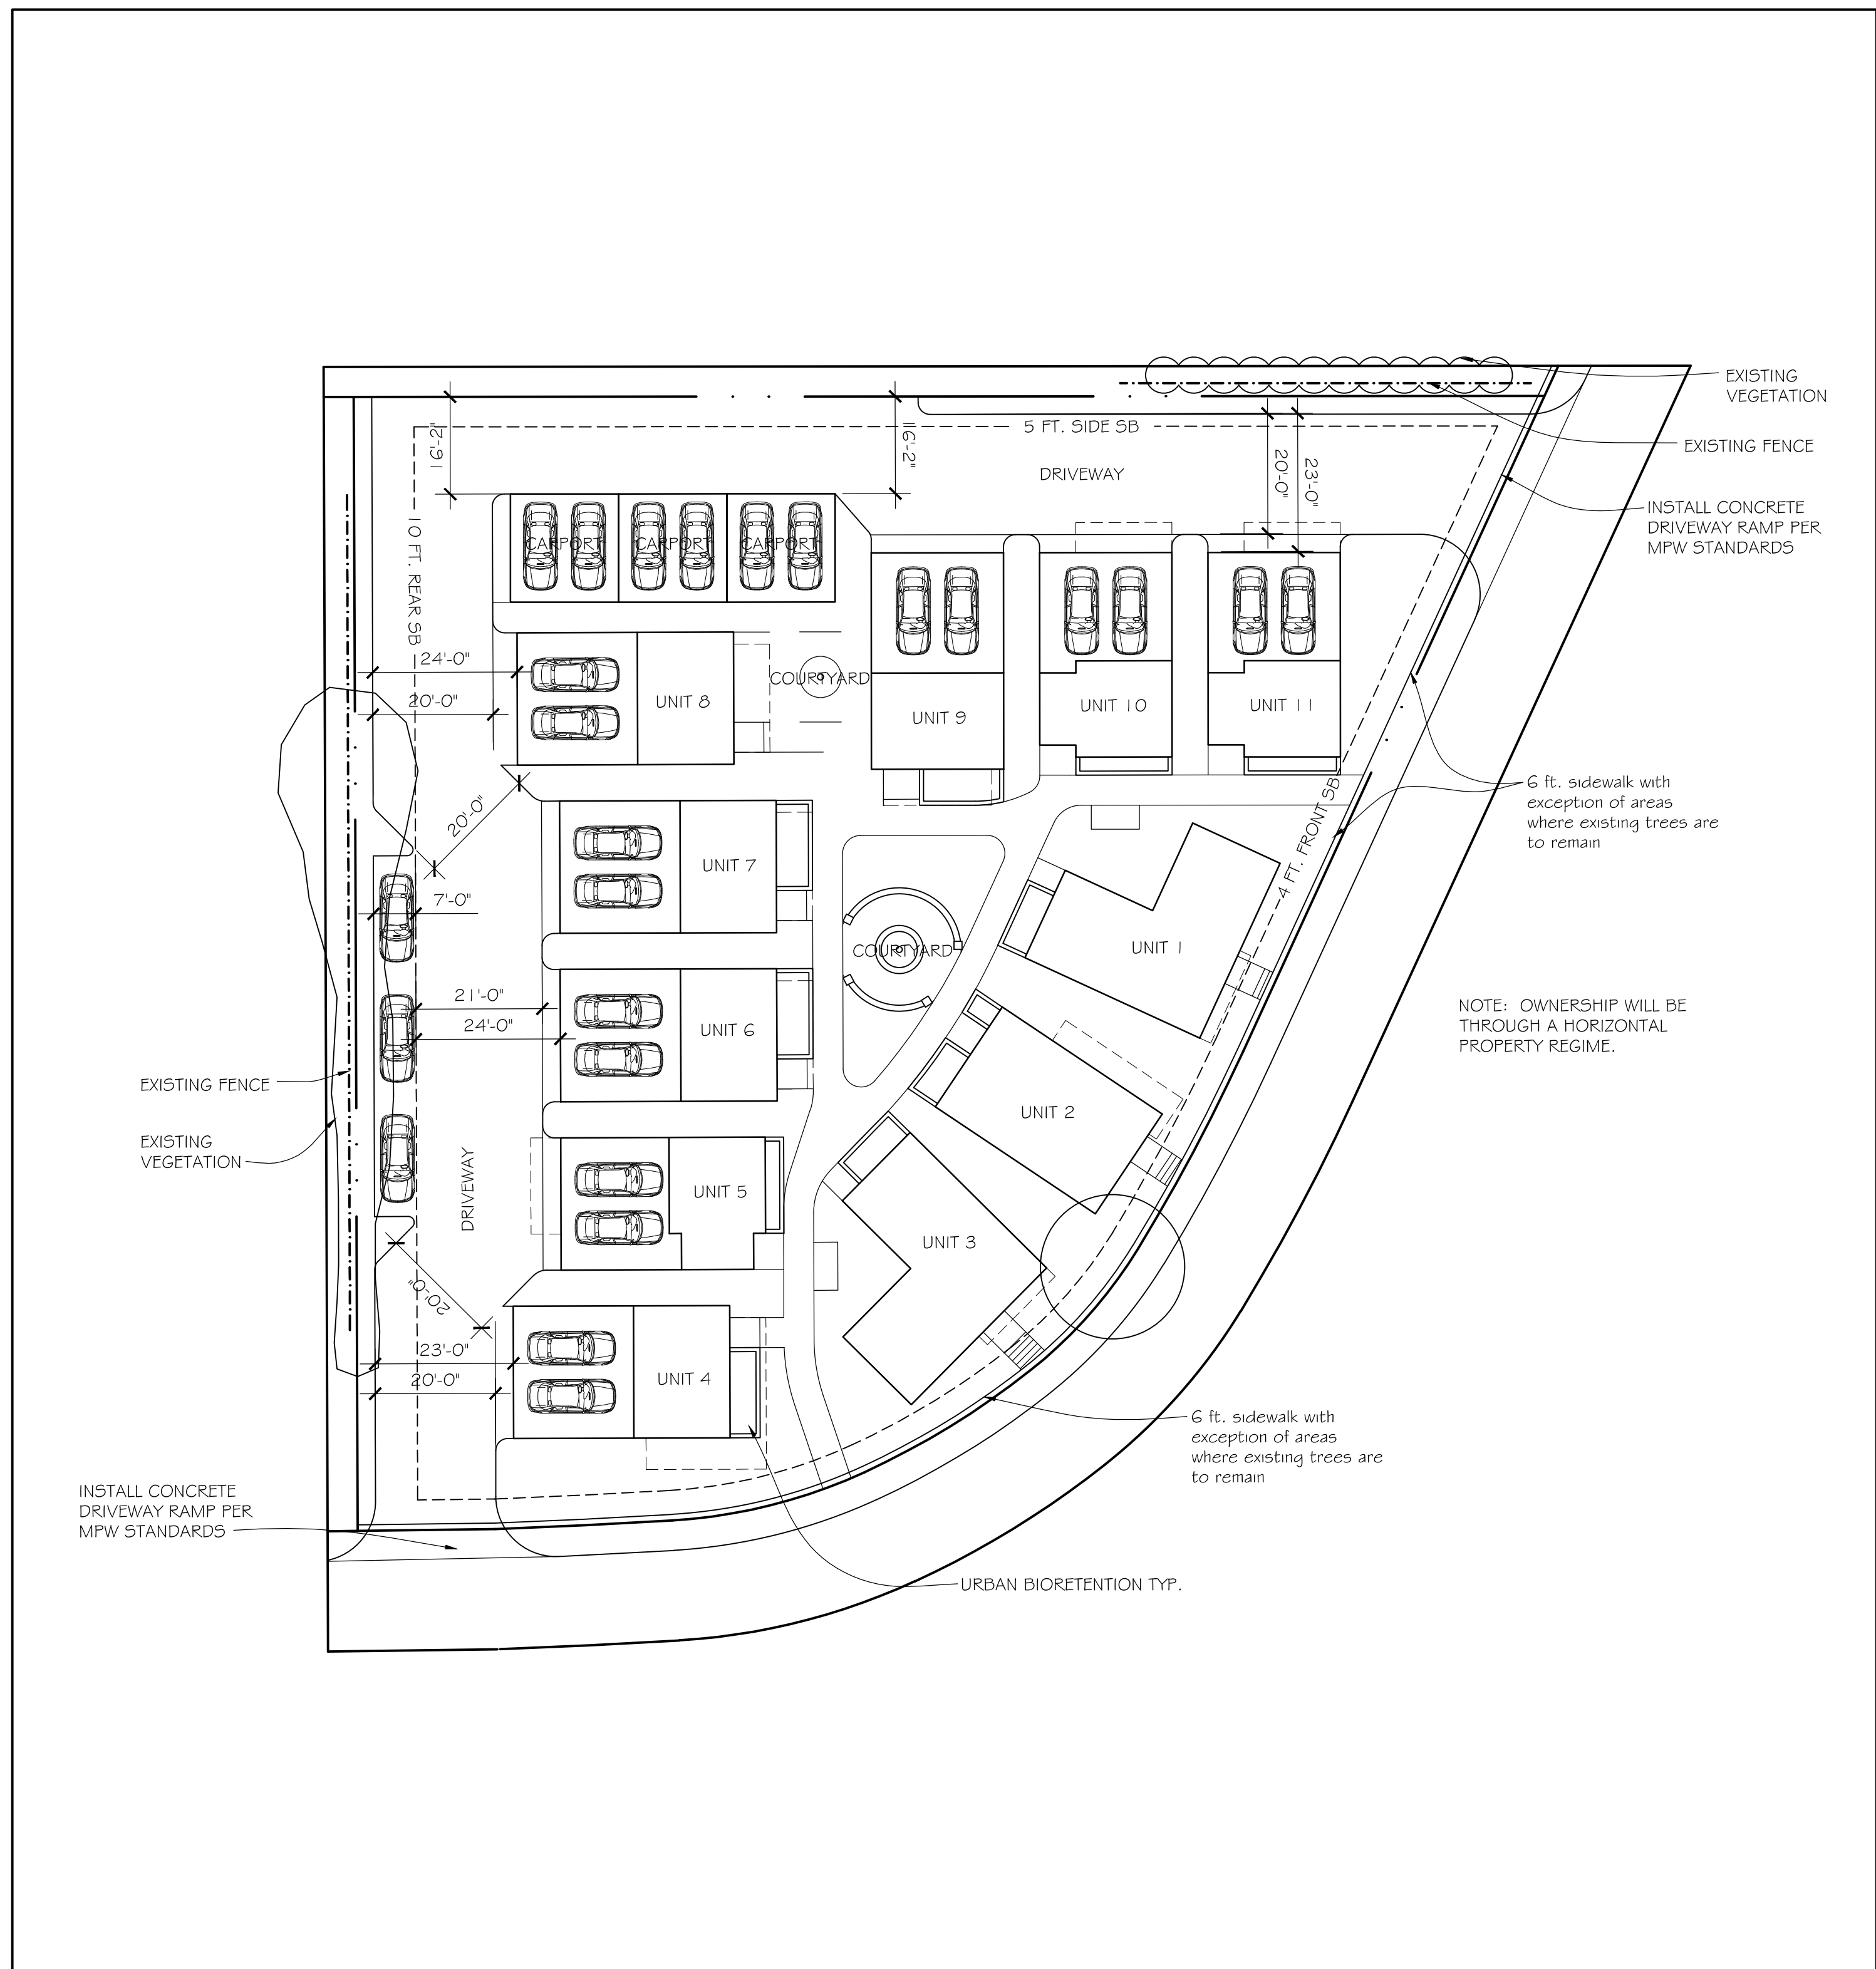 EXISTING
VEGETATION
EXISTING FENCE
5 FT. SIDE SB
16'-2"
16'-2"
DRIVEWAY
20'-0"
23'-0"
INSTALL CONCRETE
DRIVEWAY RAMP PER
MPW STANDARDS
10 FT. REAR SB
CARPORT
CARPORT
CARPORT
24'-0"
COURTYARD
20'-0"
UNIT 8
UNIT 9
UNIT 10
UNIT 11
6 ft. sidewalk with
exception of areas
where existing trees are
to remain
4 FT. FRONT SB
20'-0"
UNIT 7
7'-0"
COURTYARD
UNIT 1
21'-0"
24'-0"
UNIT 6
NOTE: OWNERSHIP WILL BE
THROUGH A HORIZONTAL
PROPERTY REGIME.
EXISTING FENCE
UNIT 2
EXISTING
VEGETATION
DRIVEWAY
UNIT 5
UNIT 3
20'-0"
23'-0"
20'-0"
UNIT 4
6 ft. sidewalk with
exception of areas
where existing trees are
to remain
INSTALL CONCRETE
DRIVEWAY RAMP PER
MPW STANDARDS
URBAN BIORETENTION TYP.